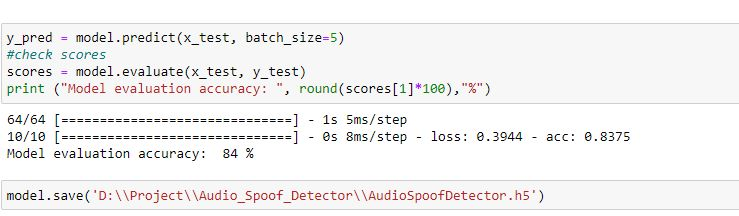 y_pred = model.predict(x_test, batch_size=5)
#check scores
scores = model.evaluate(x_test, y_test)
print ("Model evaluation accuracy: ", round(scores[1]*100),"%")
64/64 [==============================] - 1s 5ms/step
10/10 [==============================] - 0s 8ms/step - loss: 0.3944 - acc: 0.8375
Model evaluation accuracy:  84 %
model.save('D:\\Project\\Audio_Spoof_Detector\\AudioSpoofDetector.h5')